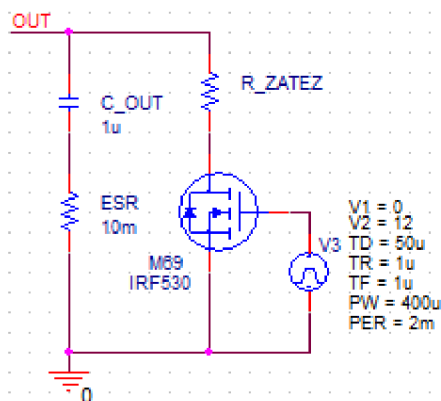 OUT
R_ZATEZ
C_OUT
1u
ESR
10m
M69
IRF530
V3
V1 = 0
V2 = 12
TD = 50u
TR = 1u
TF = 1u
PW = 400u
PER = 2m
0